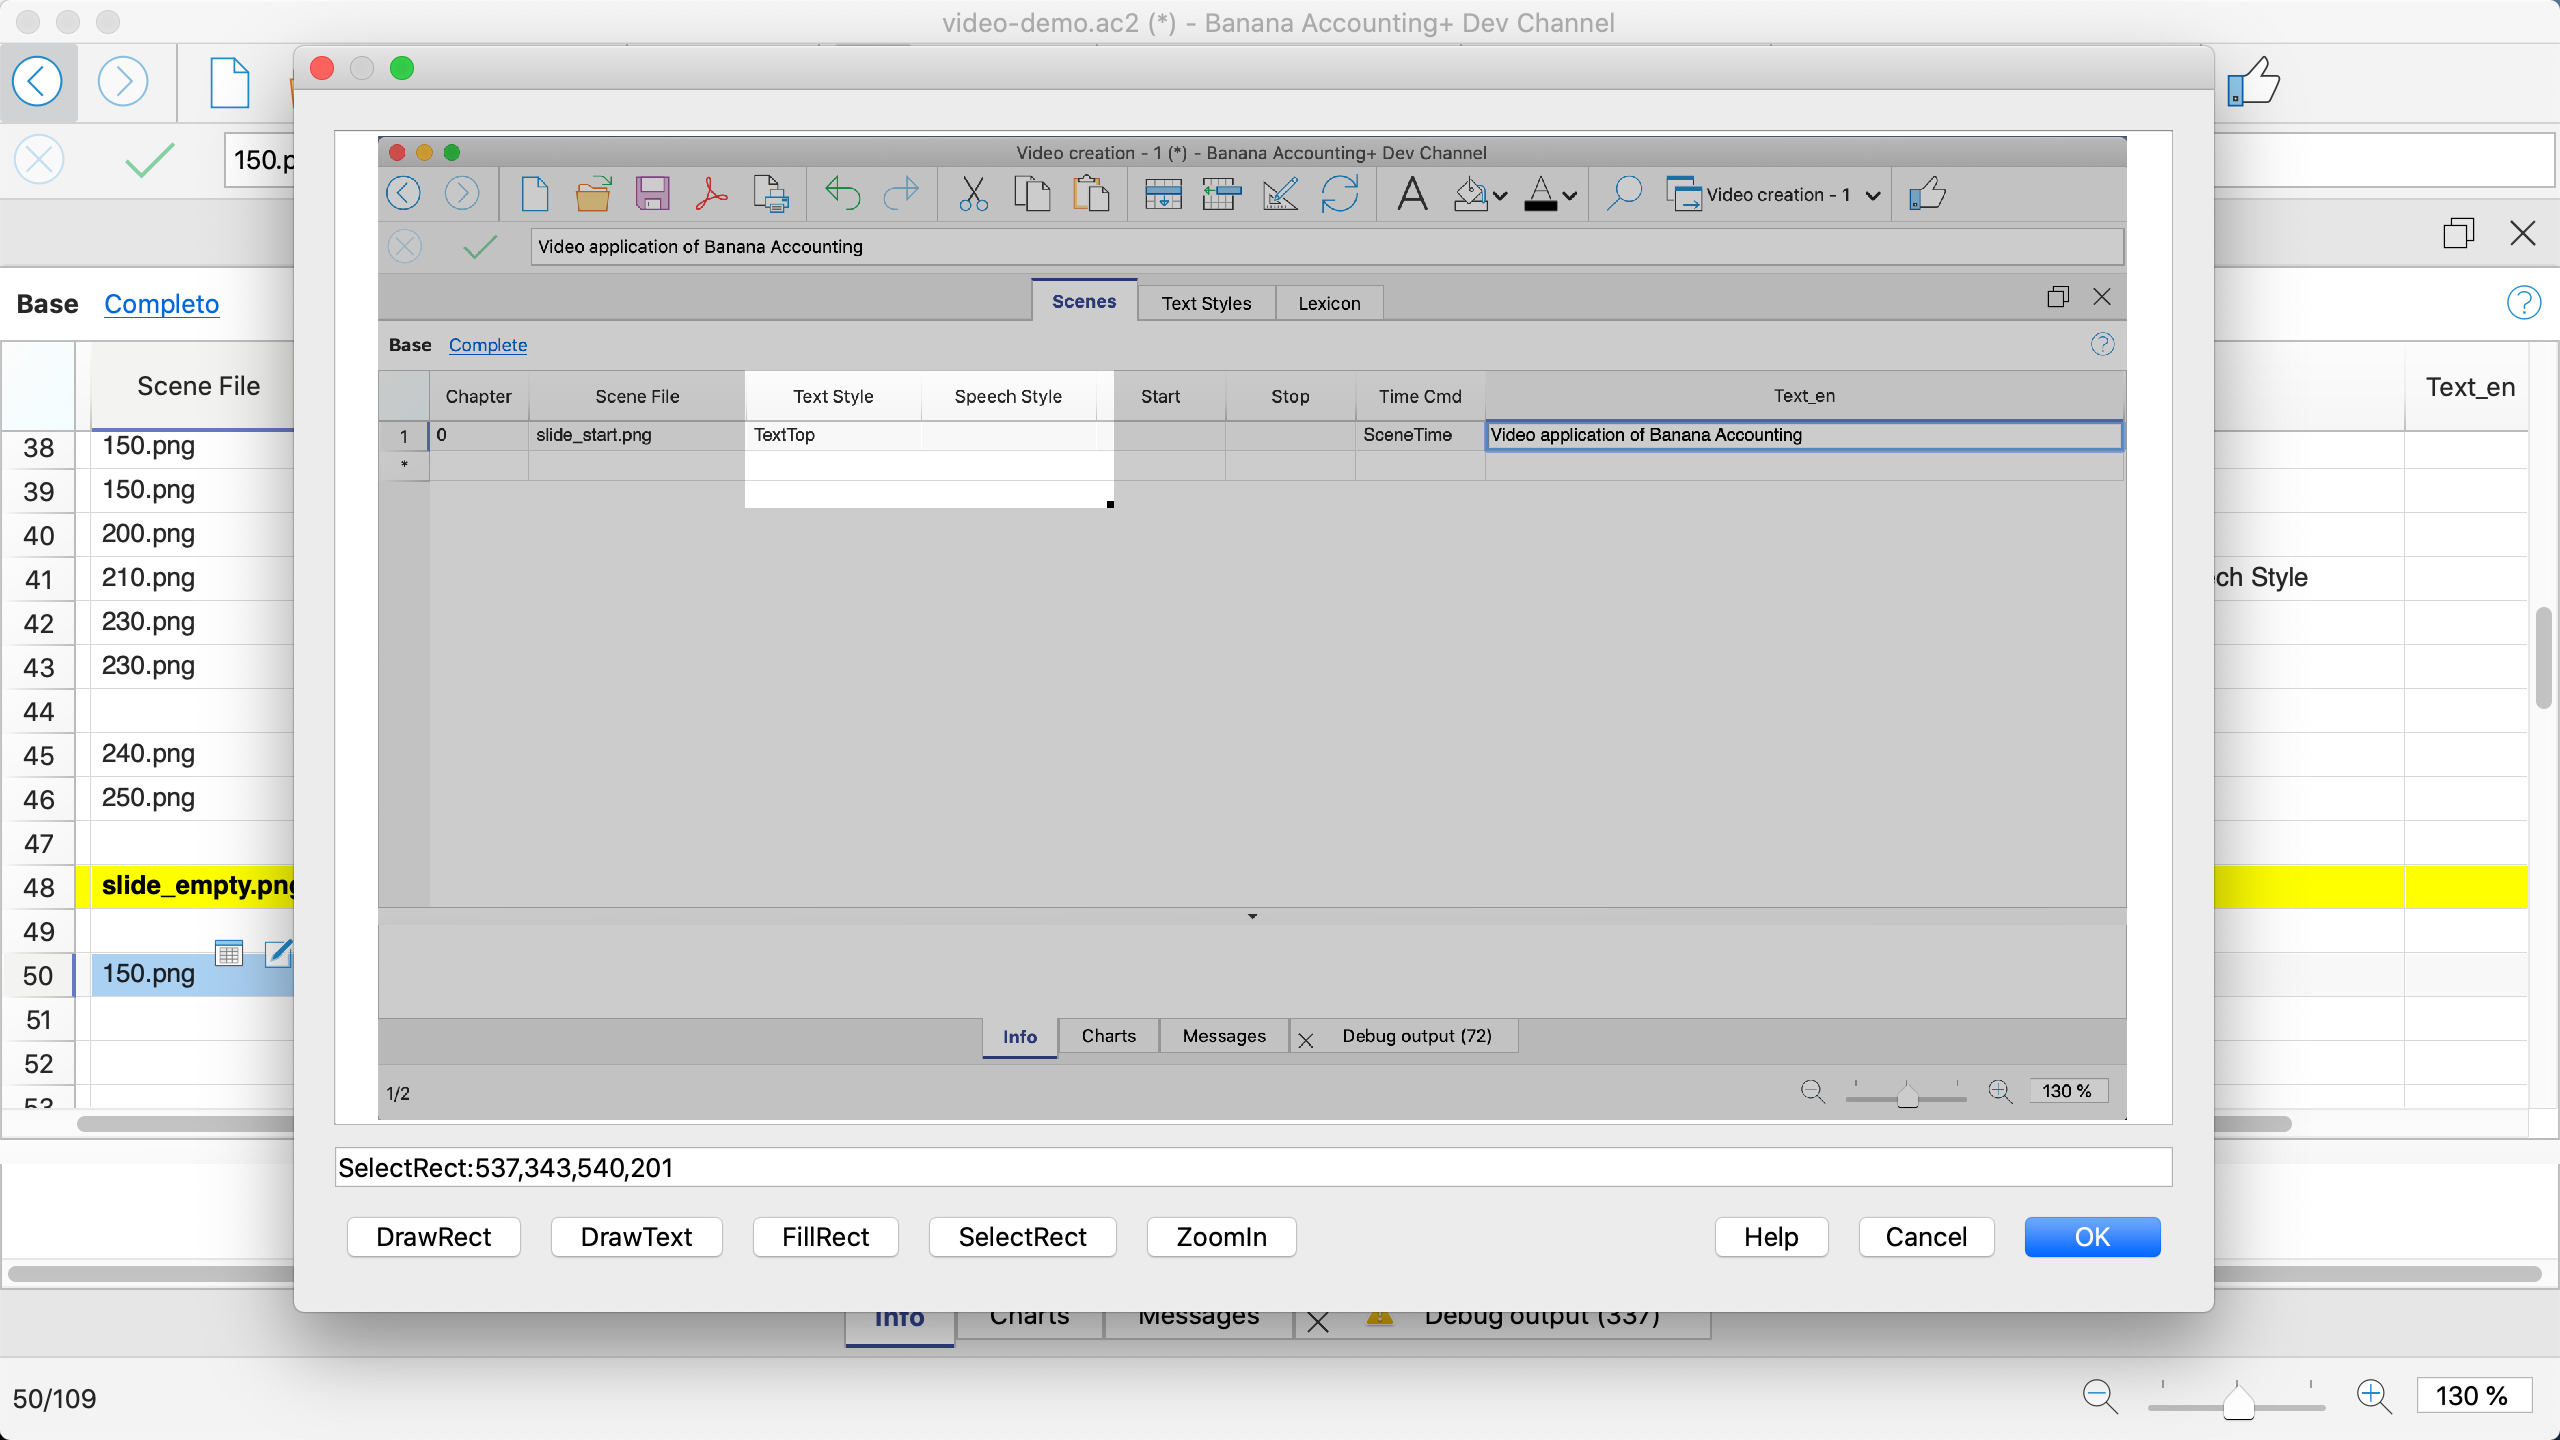 video-demo.ac2 (*) - Banana Accounting+ Dev Channel
Video creation - 1 (*) - Banana Accounting+ Dev Channel
Video creation - 1
150.p
Video application of Banana Accounting
Scenes Text Styles Lexicon
Base Completo
Base Complete
Scene File
Text_en
Chapter Scene File Text Style Speech Style Start Stop Time Cmd Text_en
1 0 slide_start.png TextTop SceneTime Video application of Banana Accounting
*
38 150.png
39 150.png
40 200.png
41 210.png
ch Style
42 230.png
43 230.png
44
45 240.png
46 250.png
47
48 slide_empty.png
49
50 150.png
51
52
53
Info Charts Messages Debug output (72)
1/2
130 %
SelectRect:537,343,540,201
DrawRect DrawText FillRect SelectRect ZoomIn Help Cancel OK
Info Charts Messages Debug output (337)
50/109
130 %